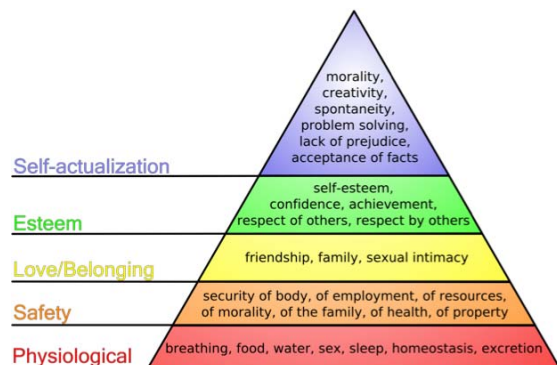 morality,
creativity,
spontaneity,
problem solving,
lack of prejudice,
acceptance of facts
Self-actualization
self-esteem,
confidence, achievement,
respect of others, respect by others
Esteem
friendship, family, sexual intimacy
Love/Belonging
security of body, of employment, of resources,
of morality, of the family, of health, of property
Safety
breathing, food, water, sex, sleep, homeostasis, excretion
Physiological